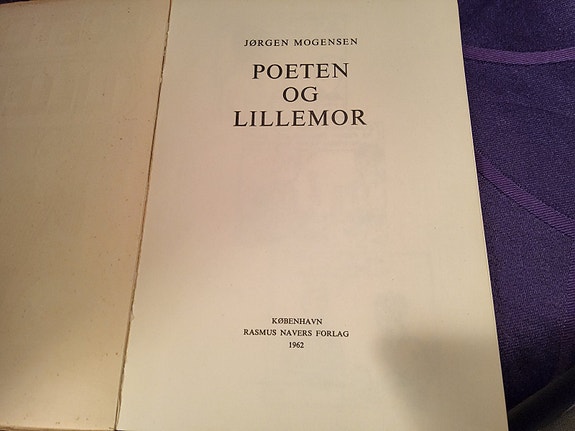 JØRGEN MOGENSEN
POETEN
OG
LILLEMOR
KØBENHAVN
RASMUS NAVERS FORLAG
1962